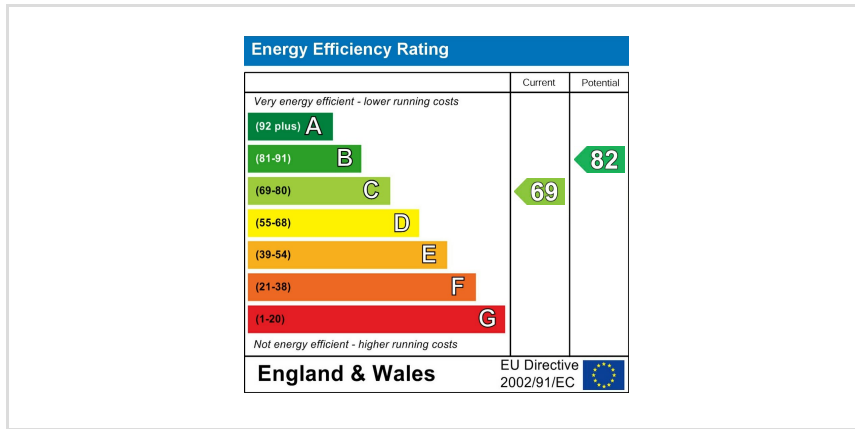 Energy Efficiency Rating
Current Potential
Very energy efficient - lower running costs
(92 plus) A
(81-91) B
82
(69-80) C
69
(55-68) D
(39-54) E
(21-38) F
(1-20) G
Not energy efficient - higher running costs
England & Wales
EU Directive
2002/91/EC